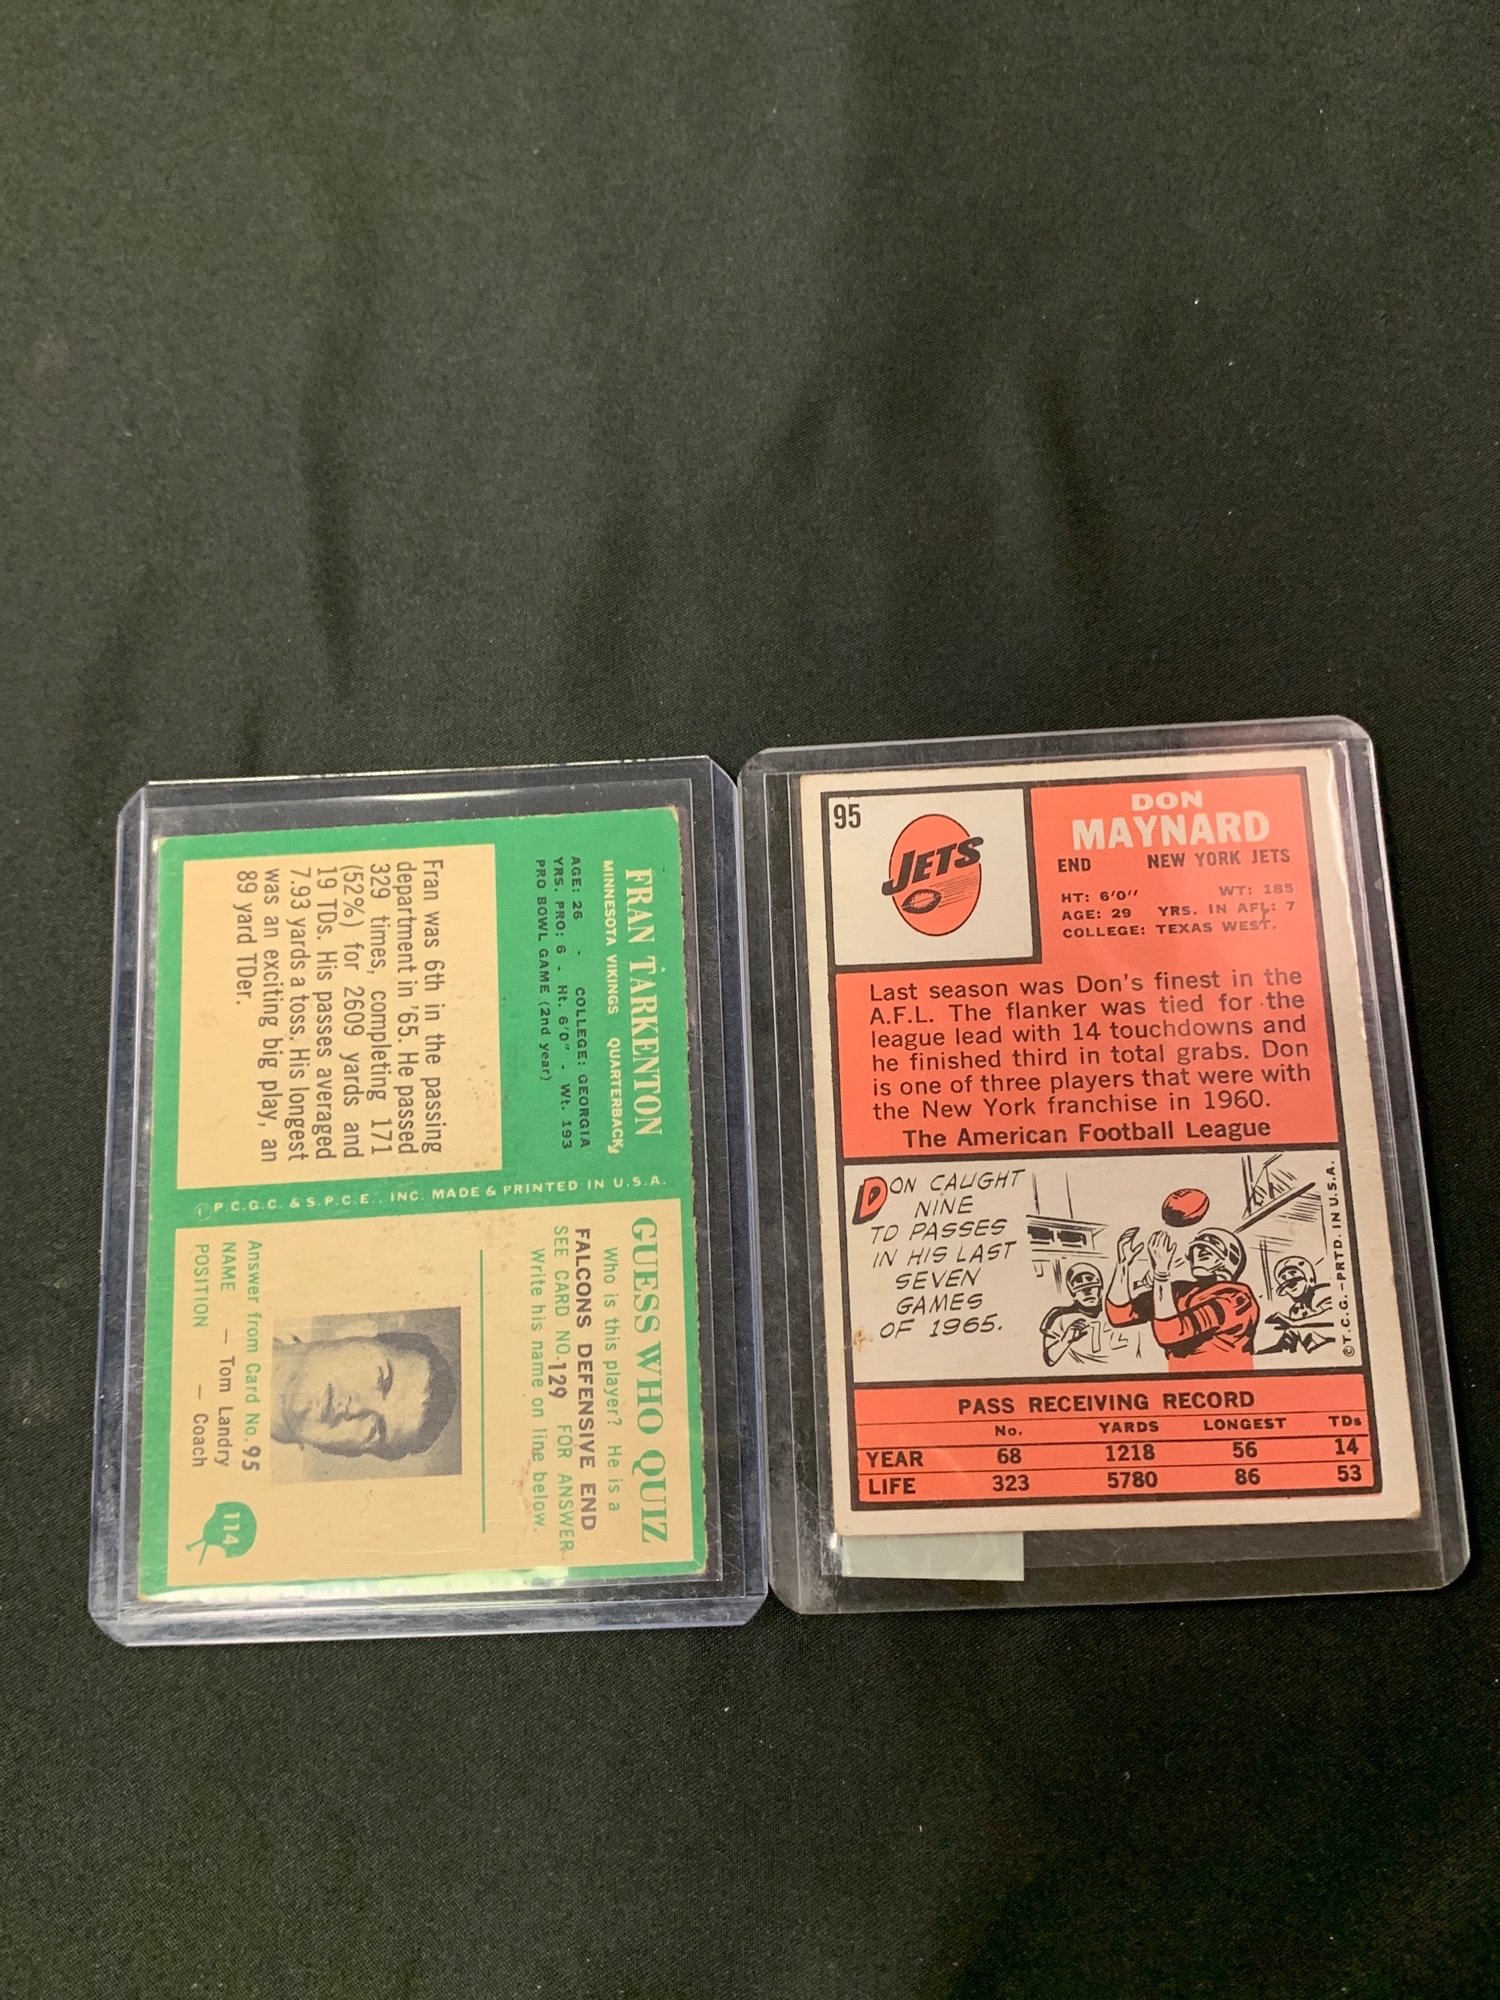 FRAN TARKENTON
MINNESOTA VIKINGS QUARTERBACK
AGE: 26 - COLLEGE: GEORGIA
YRS. PRO: 6 - Ht. 6'0" - Wt. 193
PRO BOWL GAME (2nd year)
Fran was 6th in the passing
department in '65. He passed
329 times, completing 171
(52%) for 2609 yards and
19 TDs. His passes averaged
7.93 yards a toss. His longest
was an exciting big play, an
89 yard TDer.
© P.C.G.C. & S.P.C.E., INC. MADE & PRINTED IN U.S.A.
GUESS WHO QUIZ
Who is this player? He is a
FALCONS DEFENSIVE END
SEE CARD NO. 129 FOR ANSWER
Write his name on line below.
Answer from Card No. 95
NAME — Tom Landry
POSITION — Coach
114
95
JETS
DON
MAYNARD
END NEW YORK JETS
HT: 6'0" WT: 185
AGE: 29 YRS. IN AFL: 7
COLLEGE: TEXAS WEST.
Last season was Don's finest in the
A.F.L. The flanker was tied for the
league lead with 14 touchdowns and
he finished third in total grabs. Don
is one of three players that were with
the New York franchise in 1960.
The American Football League
DON CAUGHT
NINE
TD PASSES
IN HIS LAST
SEVEN
GAMES
OF 1965.
© T.C.G.-PRTD. IN U.S.A.
PASS RECEIVING RECORD
No. YARDS LONGEST TDs
YEAR 68 1218 56 14
LIFE 323 5780 86 53